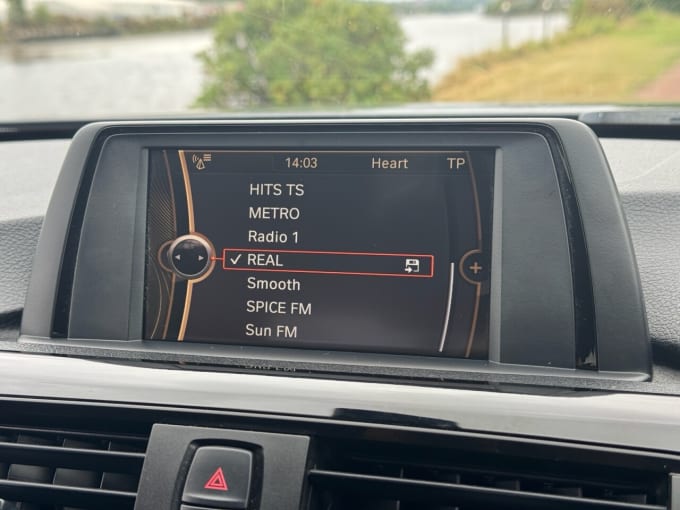 14:03 Heart TP
HITS TS
METRO
Radio 1
REAL
Smooth
SPICE FM
Sun FM